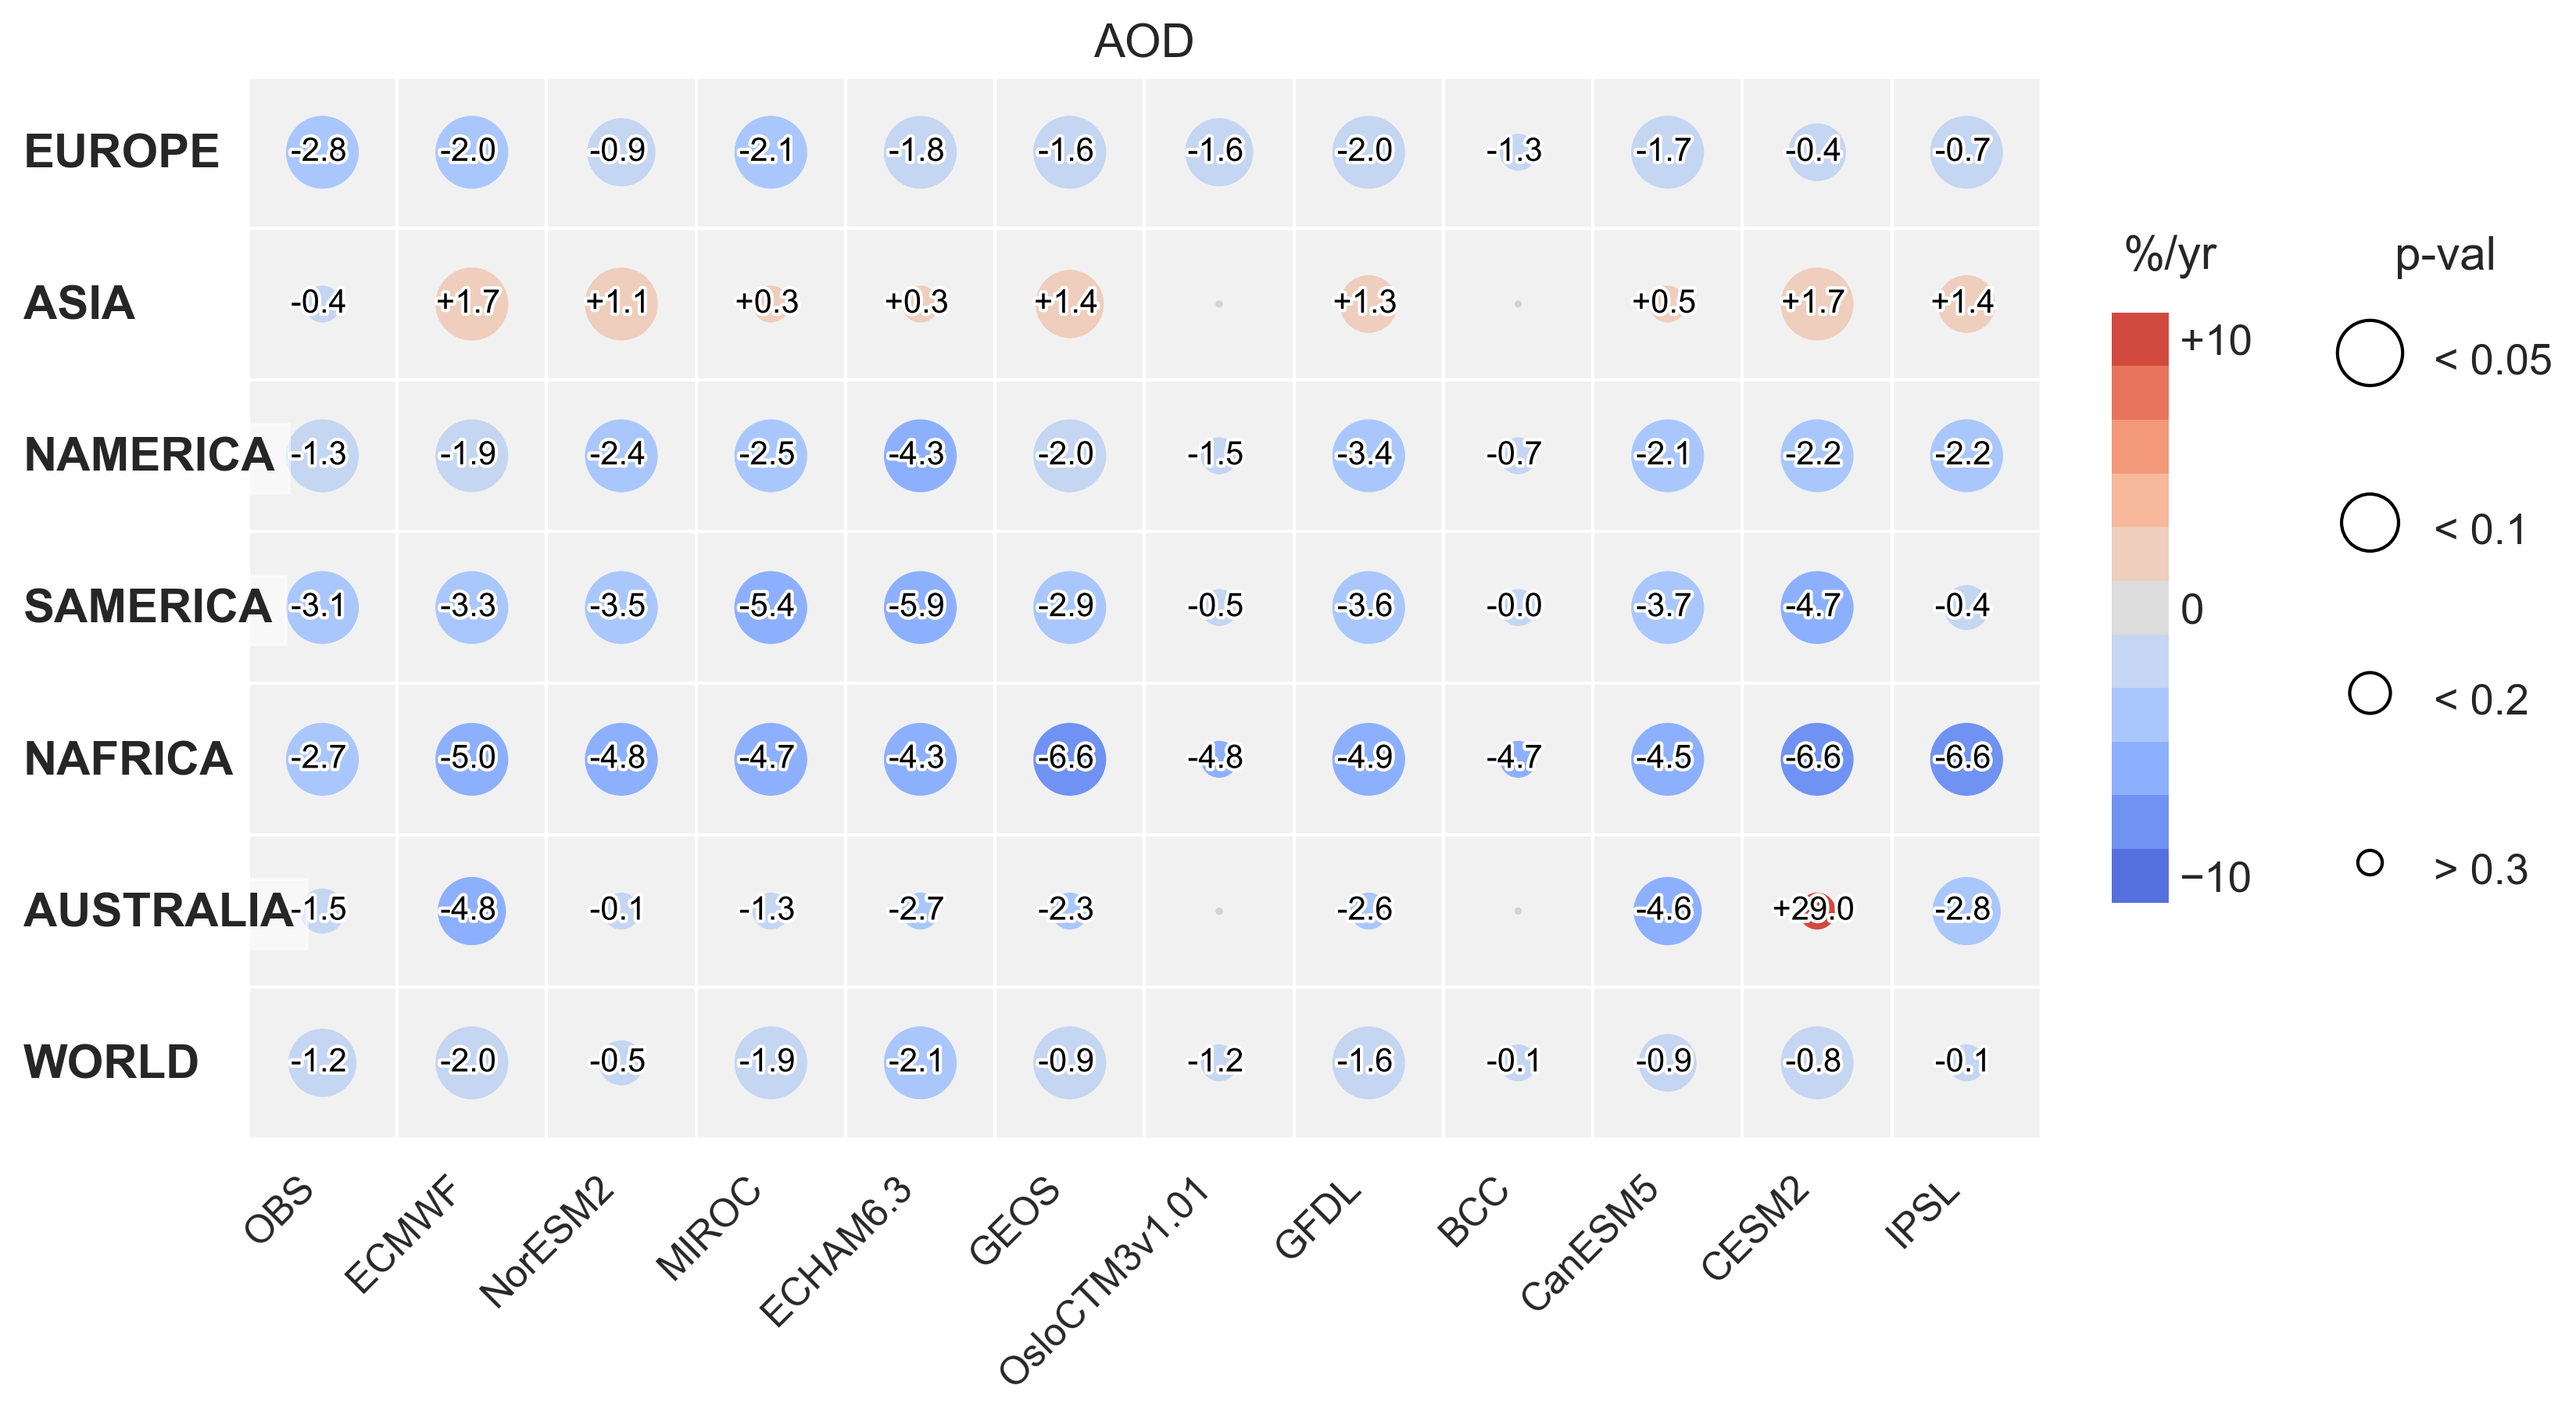 AOD
EUROPE -2.8 -2.0 -0.9 -2.1 -1.8 -1.6 -1.6 -2.0 -1.3 -1.7 -0.4 -0.7
ASIA -0.4 +1.7 +1.1 +0.3 +0.3 +1.4 +1.3 +0.5 +1.7 +1.4
NAMERICA -1.3 -1.9 -2.4 -2.5 -4.3 -2.0 -1.5 -3.4 -0.7 -2.1 -2.2 -2.2
SAMERICA -3.1 -3.3 -3.5 -5.4 -5.9 -2.9 -0.5 -3.6 -0.0 -3.7 -4.7 -0.4
NAFRICA -2.7 -5.0 -4.8 -4.7 -4.3 -6.6 -4.8 -4.9 -4.7 -4.5 -6.6 -6.6
AUSTRALIA -1.5 -4.8 -0.1 -1.3 -2.7 -2.3 -2.6 -4.6 +29.0 -2.8
WORLD -1.2 -2.0 -0.5 -1.9 -2.1 -0.9 -1.2 -1.6 -0.1 -0.9 -0.8 -0.1
OBS
ECMWF
NorESM2
MIROC
ECHAM6.3
GEOS
OsloCTM3v1.01
GFDL
BCC
CanESM5
CESM2
IPSL
%/yr
+10
0
−10
p-val
< 0.05
< 0.1
< 0.2
> 0.3